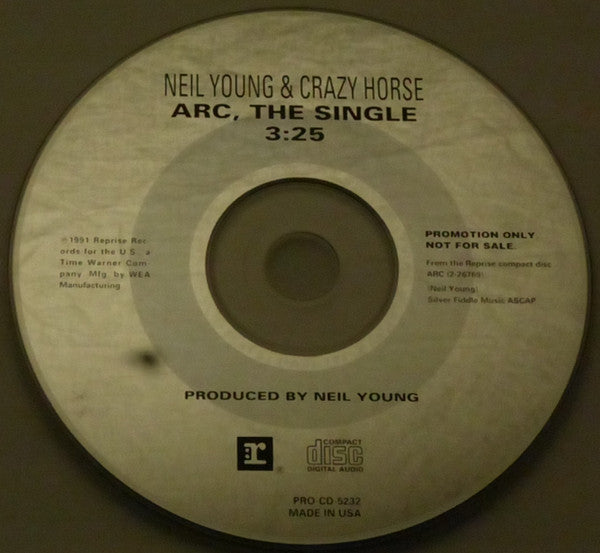 NEIL YOUNG & CRAZY HORSE
ARC, THE SINGLE
3:25
℗1991 Reprise Rec
ords for the U.S., a
Time Warner Com-
pany. Mfg. by WEA
Manufacturing.
PROMOTION ONLY
NOT FOR SALE.
From the Reprise compact disc
ARC (2-26769)
(Neil Young)
Silver Fiddle Music ASCAP
PRODUCED BY NEIL YOUNG
r
®
COMPACT
disc
DIGITAL AUDIO
PRO-CD-5232
MADE IN USA